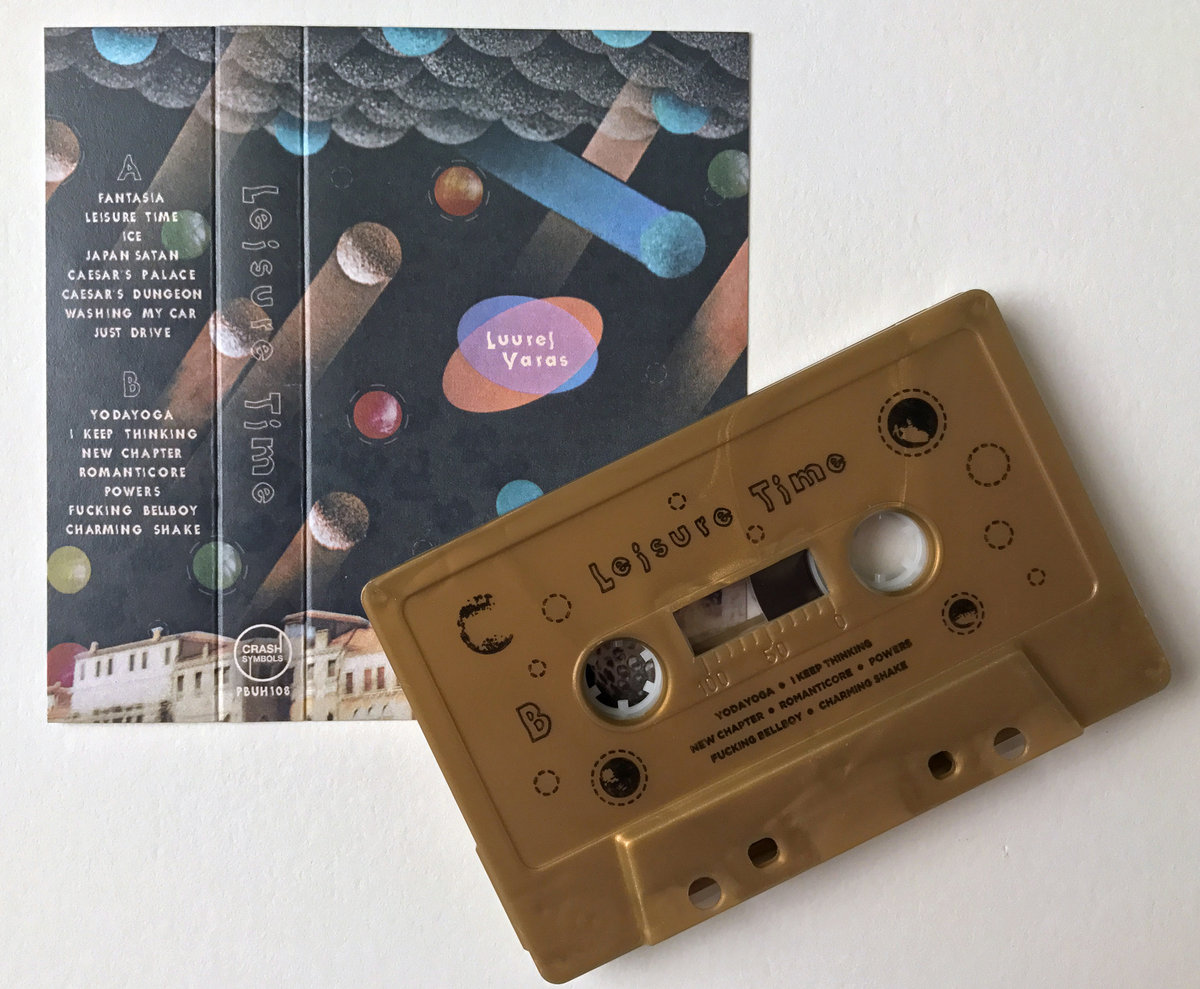 A
FANTASIA
LEISURE TIME
ICE
JAPAN SATAN
CAESAR'S PALACE
CAESAR'S DUNGEON
WASHING MY CAR
JUST DRIVE
B
YODAYOGA
I KEEP THINKING
NEW CHAPTER
ROMANTICORE
POWERS
FUCKING BELLBOY
CHARMING SHAKE
Leisure Time
CRASH
SYMBOLS
PBUH108
Luurel
Varas
Leisure Time
B
100 50 0
YODAYOGA • I KEEP THINKING
NEW CHAPTER • ROMANTICORE • POWERS
FUCKING BELLBOY • CHARMING SHAKE